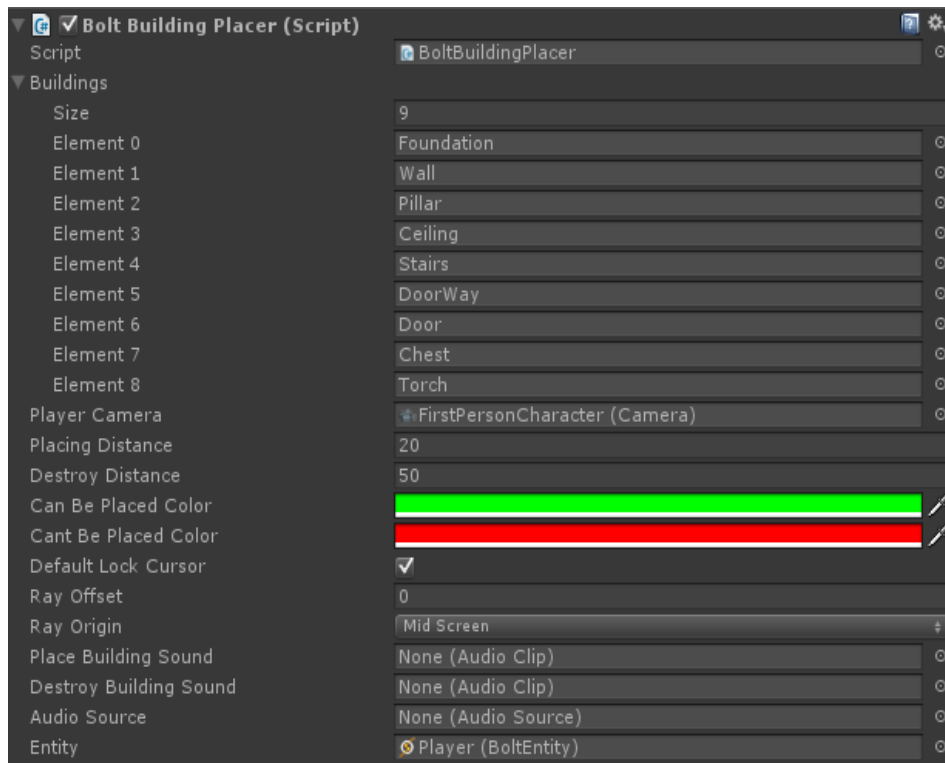 Bolt Building Placer (Script)
Script BoltBuildingPlacer
Buildings
Size 9
Element 0 Foundation
Element 1 Wall
Element 2 Pillar
Element 3 Ceiling
Element 4 Stairs
Element 5 DoorWay
Element 6 Door
Element 7 Chest
Element 8 Torch
Player Camera FirstPersonCharacter (Camera)
Placing Distance 20
Destroy Distance 50
Can Be Placed Color
Cant Be Placed Color
Default Lock Cursor
Ray Offset 0
Ray Origin Mid Screen
Place Building Sound None (Audio Clip)
Destroy Building Sound None (Audio Clip)
Audio Source None (Audio Source)
Entity Player (BoltEntity)